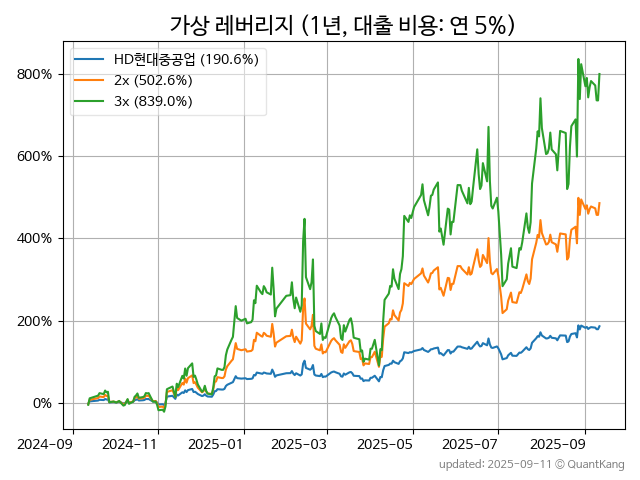 가상 레버리지 (1년, 대출 비용: 연 5%)
HD현대중공업 (190.6%)
2x (502.6%)
3x (839.0%)
800%
600%
400%
200%
0%
2024-09 2024-11 2025-01 2025-03 2025-05 2025-07 2025-09
updated: 2025-09-11 © QuantKang